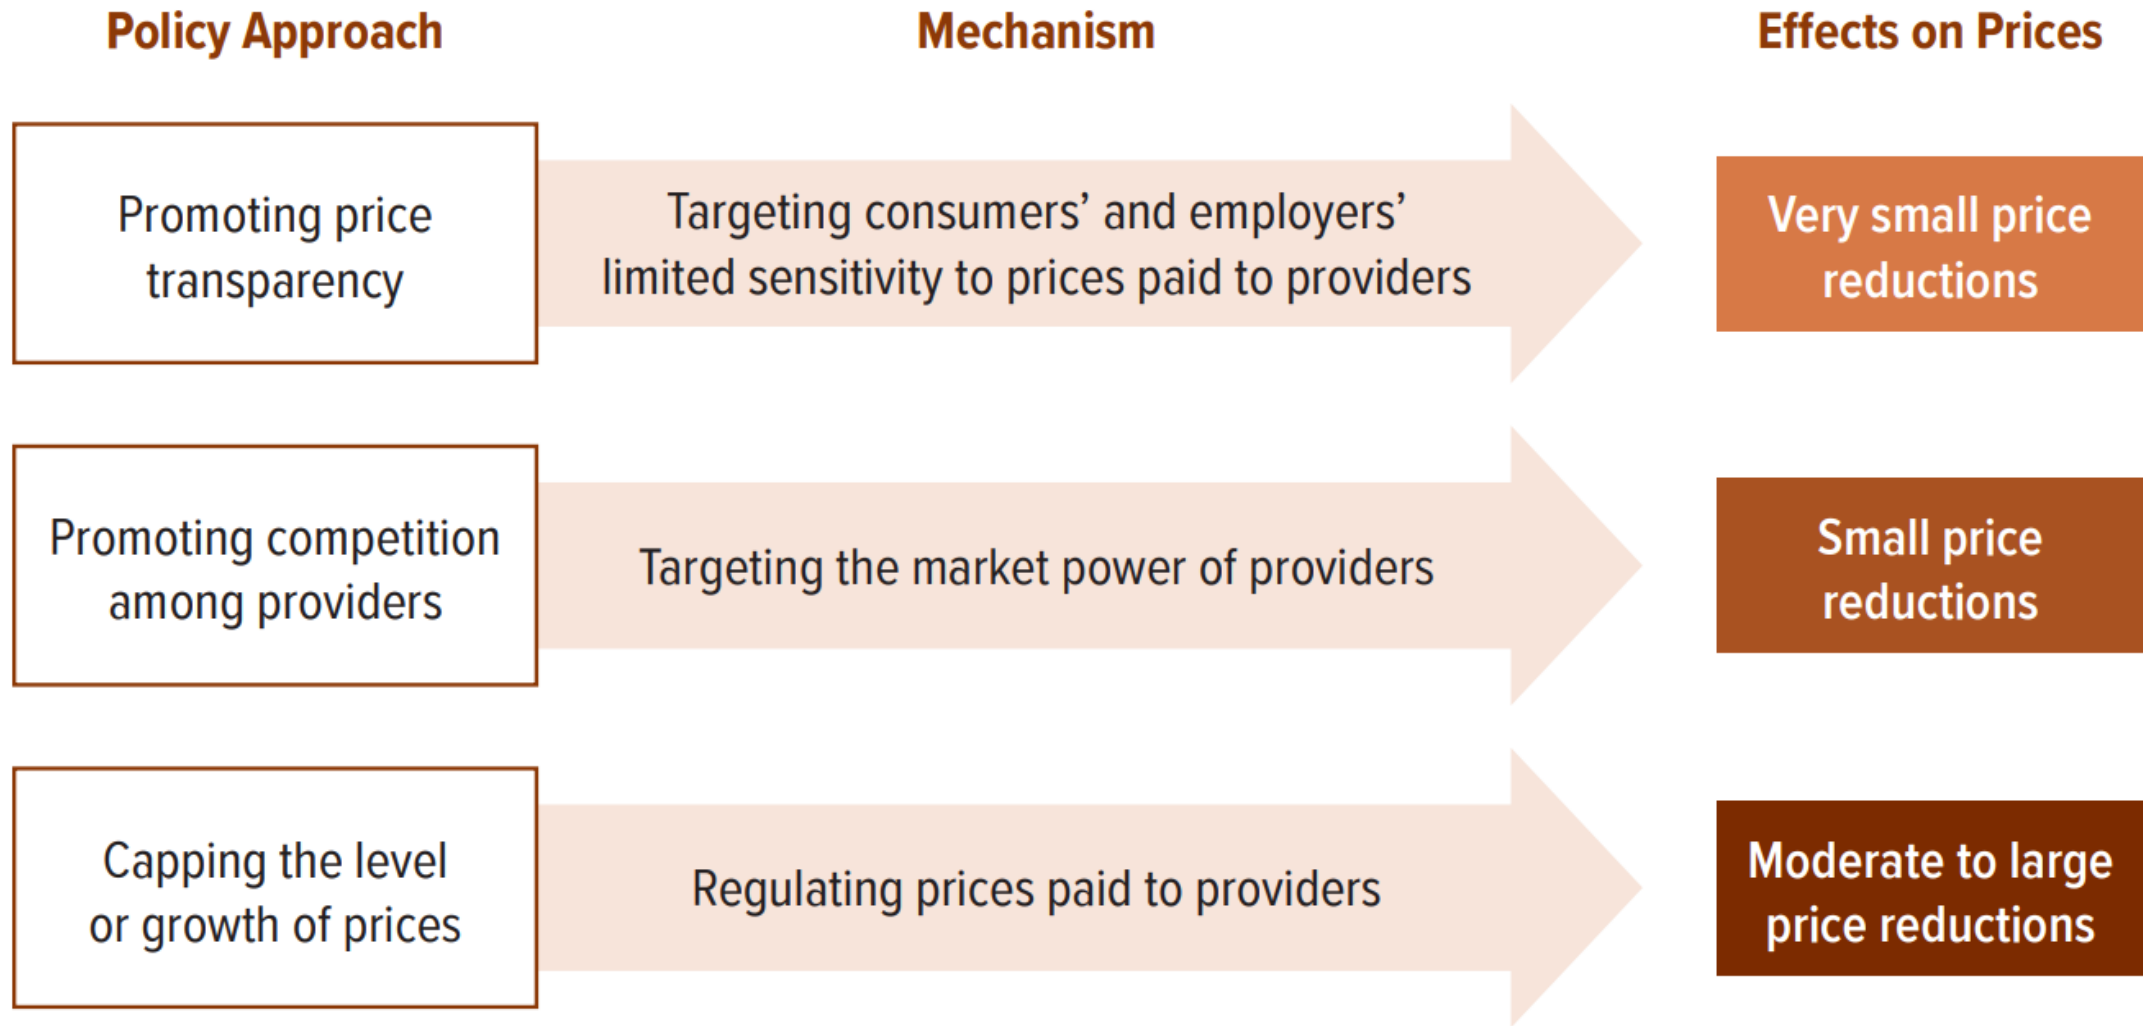 Policy Approach
Mechanism
Effects on Prices
Promoting price
transparency
Targeting consumers’ and employers’
limited sensitivity to prices paid to providers
Very small price
reductions
Promoting competition
among providers
Targeting the market power of providers
Small price
reductions
Capping the level
or growth of prices
Regulating prices paid to providers
Moderate to large
price reductions